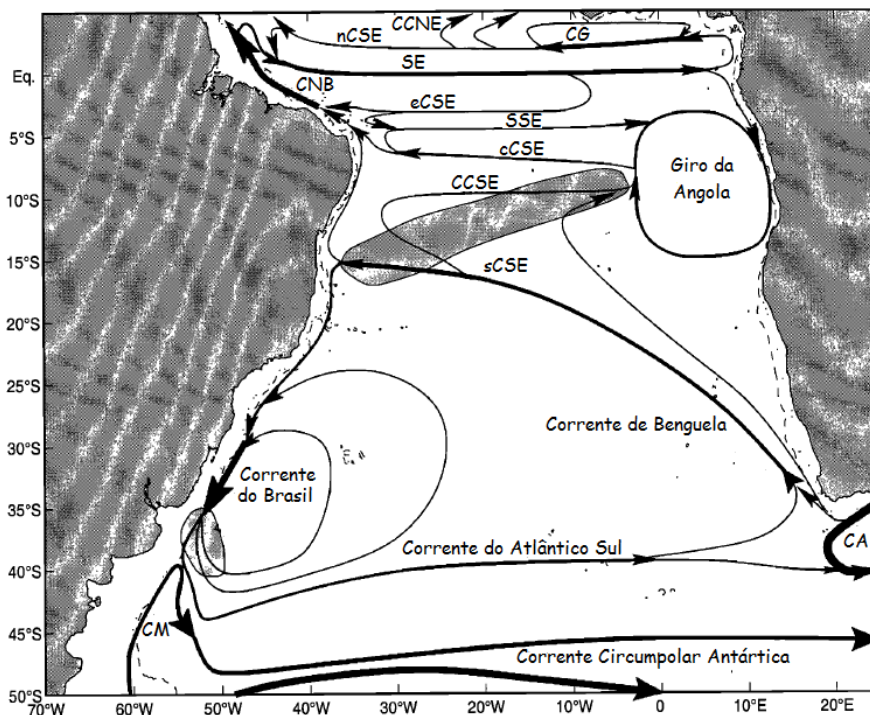 CCNE
nCSE
CG
SE
Eq.
CNB
eCSE
SSE
5°S
cCSE
Giro da
Angola
CCSE
10°S
15°S
sCSE
20°S
25°S
Corrente de Benguela
30°S
Corrente
do Brasil
35°S
Corrente do Atlântico Sul
CA
40°S
CM
45°S
Corrente Circumpolar Antártica
50°S
70°W 60°W 50°W 40°W 30°W 20°W 10°W 0 10°E 20°E